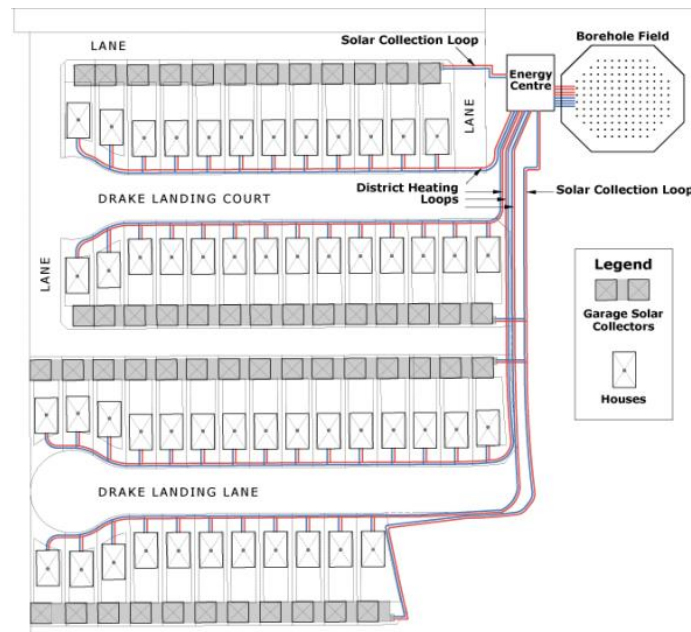 LANE
Solar Collection Loop
Borehole Field
Energy
Centre
LANE
District Heating
Loops
Solar Collection Loop
DRAKE LANDING COURT
LANE
Legend
Garage Solar
Collectors
Houses
DRAKE LANDING LANE